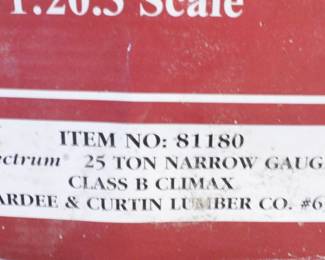 1:20.3 Scale
ITEM NO: 81180
ectrum® 25 TON NARROW GAUG
CLASS B CLIMAX
ARDEE & CURTIN LUMBER CO. #6